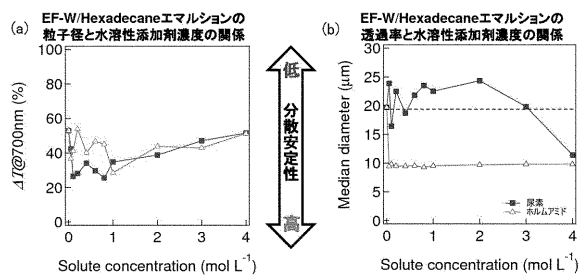 EF-W/Hexadecaneエマルションの
粒子径と水溶性添加剤濃度の関係
(a)
ΔT@700nm (%)
100
80
60
40
20
0
0
1
2
3
4
Solute concentration (mol L-1)
低
分散安定性
高
EF-W/Hexadecaneエマルションの
透過率と水溶性添加剤濃度の関係
(b)
Median diameter (μm)
30
25
20
15
10
5
0
尿素
ホルムアミド
0
1
2
3
4
Solute concentration (mol L-1)